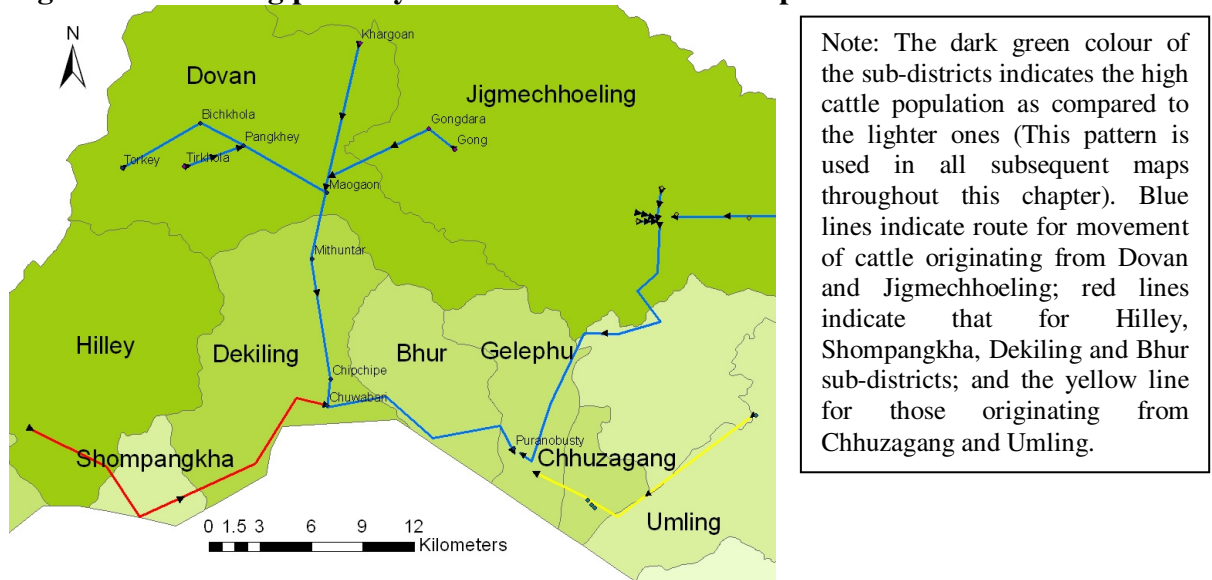 N
Khargoan
Dovan
Jigmechhoeling
Bichkhola
Gongdara
Pangkhey
Gong
Torkey
Tirkhola
Maogaon
Mithuntar
Hilley
Dekiling
Bhur
Gelephu
Chipchipe
Chuwabari
Puranobusty
Shompangkha
Chhuzagang
Umling
0 1.5 3 6 9 12
Kilometers
Note: The dark green colour of
the sub-districts indicates the high
cattle population as compared to
the lighter ones (This pattern is
used in all subsequent maps
throughout this chapter). Blue
lines indicate route for movement
of cattle originating from Dovan
and Jigmechhoeling; red lines
indicate that for Hilley,
Shompangkha, Dekiling and Bhur
sub-districts; and the yellow line
for those originating from
Chhuzagang and Umling.